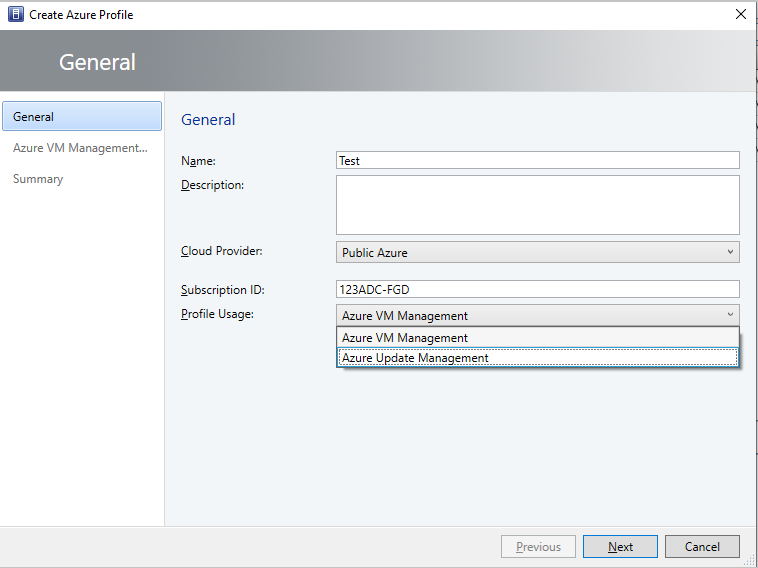 Create Azure Profile
General
General
Azure VM Management...
Summary
General
Name:
Test
Description:
Cloud Provider:
Public Azure
Subscription ID:
123ADC-FGD
Profile Usage:
Azure VM Management
Azure VM Management
Azure Update Management
Previous
Next
Cancel